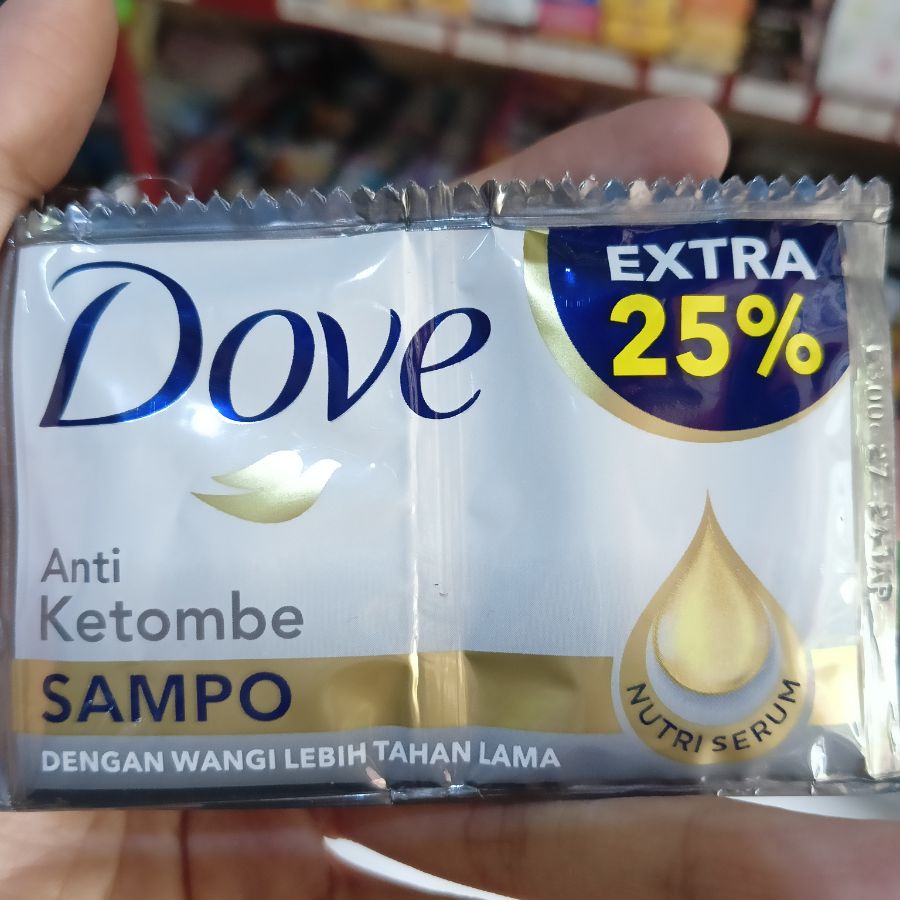 Dove
EXTRA
25%
Anti
Ketombe
SAMPO
DENGAN WANGI LEBIH TAHAN LAMA
NUTRI SERUM